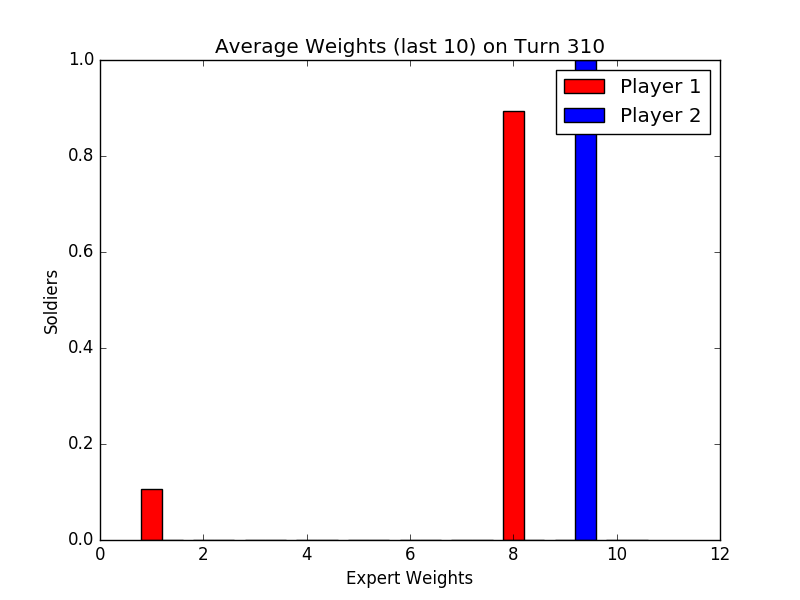 Average Weights (last 10) on Turn 310
1.0
Player 1
Player 2
0.8
0.6
Soldiers
0.4
0.2
0.0
0 2 4 6 8 10 12
Expert Weights